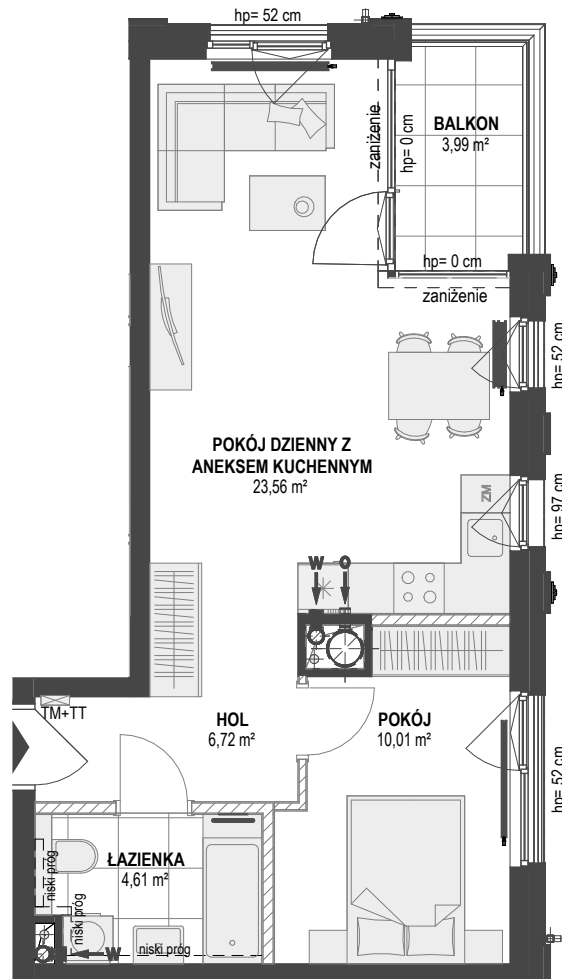 hp= 52 cm
BALKON
3,99 m²
zaniżenie
hp= 0 cm
hp= 0 cm
zaniżenie
hp= 52 cm
POKÓJ DZIENNY Z
ANEKSEM KUCHENNYM
23,56 m²
ZM
hp= 97 cm
W
O
TM+TT
HOL
6,72 m²
POKÓJ
10,01 m²
hp= 52 cm
ŁAZIENKA
4,61 m²
niski próg
niski próg
W
niski próg